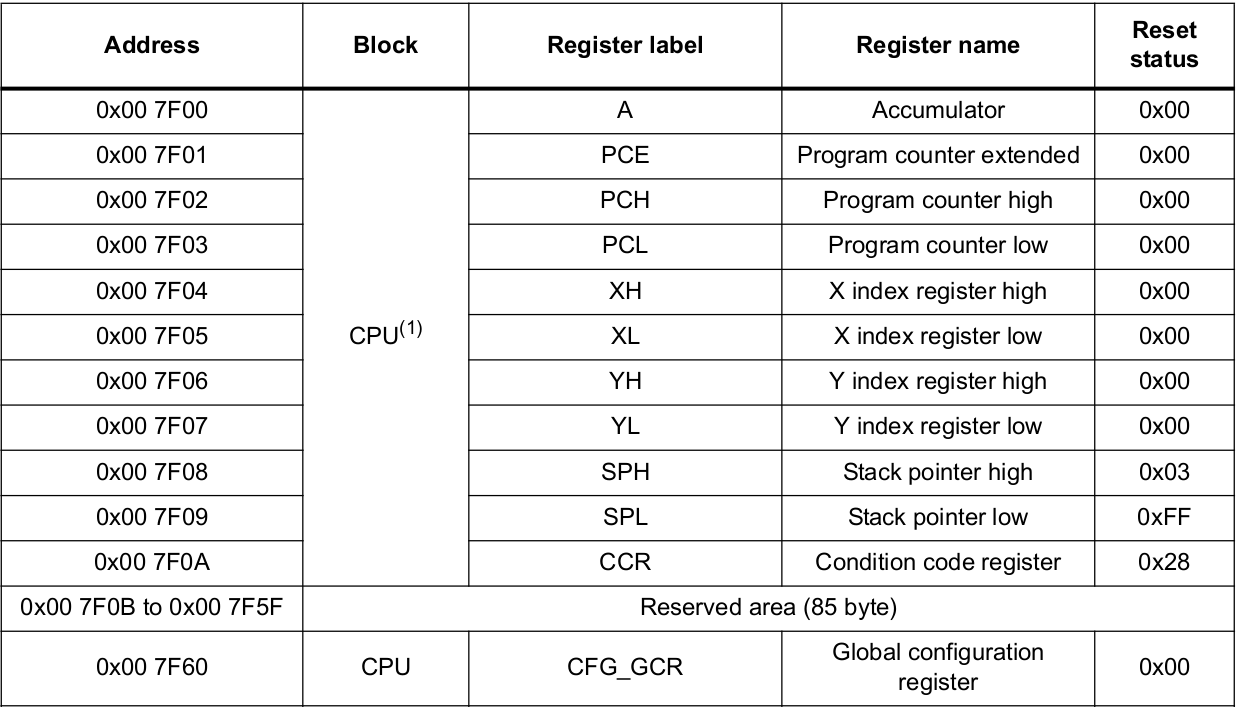 Address Block Register label Register name Reset status
0x00 7F00 A Accumulator 0x00
0x00 7F01 PCE Program counter extended 0x00
0x00 7F02 PCH Program counter high 0x00
0x00 7F03 PCL Program counter low 0x00
0x00 7F04 XH X index register high 0x00
0x00 7F05 CPU(1) XL X index register low 0x00
0x00 7F06 YH Y index register high 0x00
0x00 7F07 YL Y index register low 0x00
0x00 7F08 SPH Stack pointer high 0x03
0x00 7F09 SPL Stack pointer low 0xFF
0x00 7F0A CCR Condition code register 0x28
0x00 7F0B to 0x00 7F5F Reserved area (85 byte)
0x00 7F60 CPU CFG_GCR Global configuration register 0x00